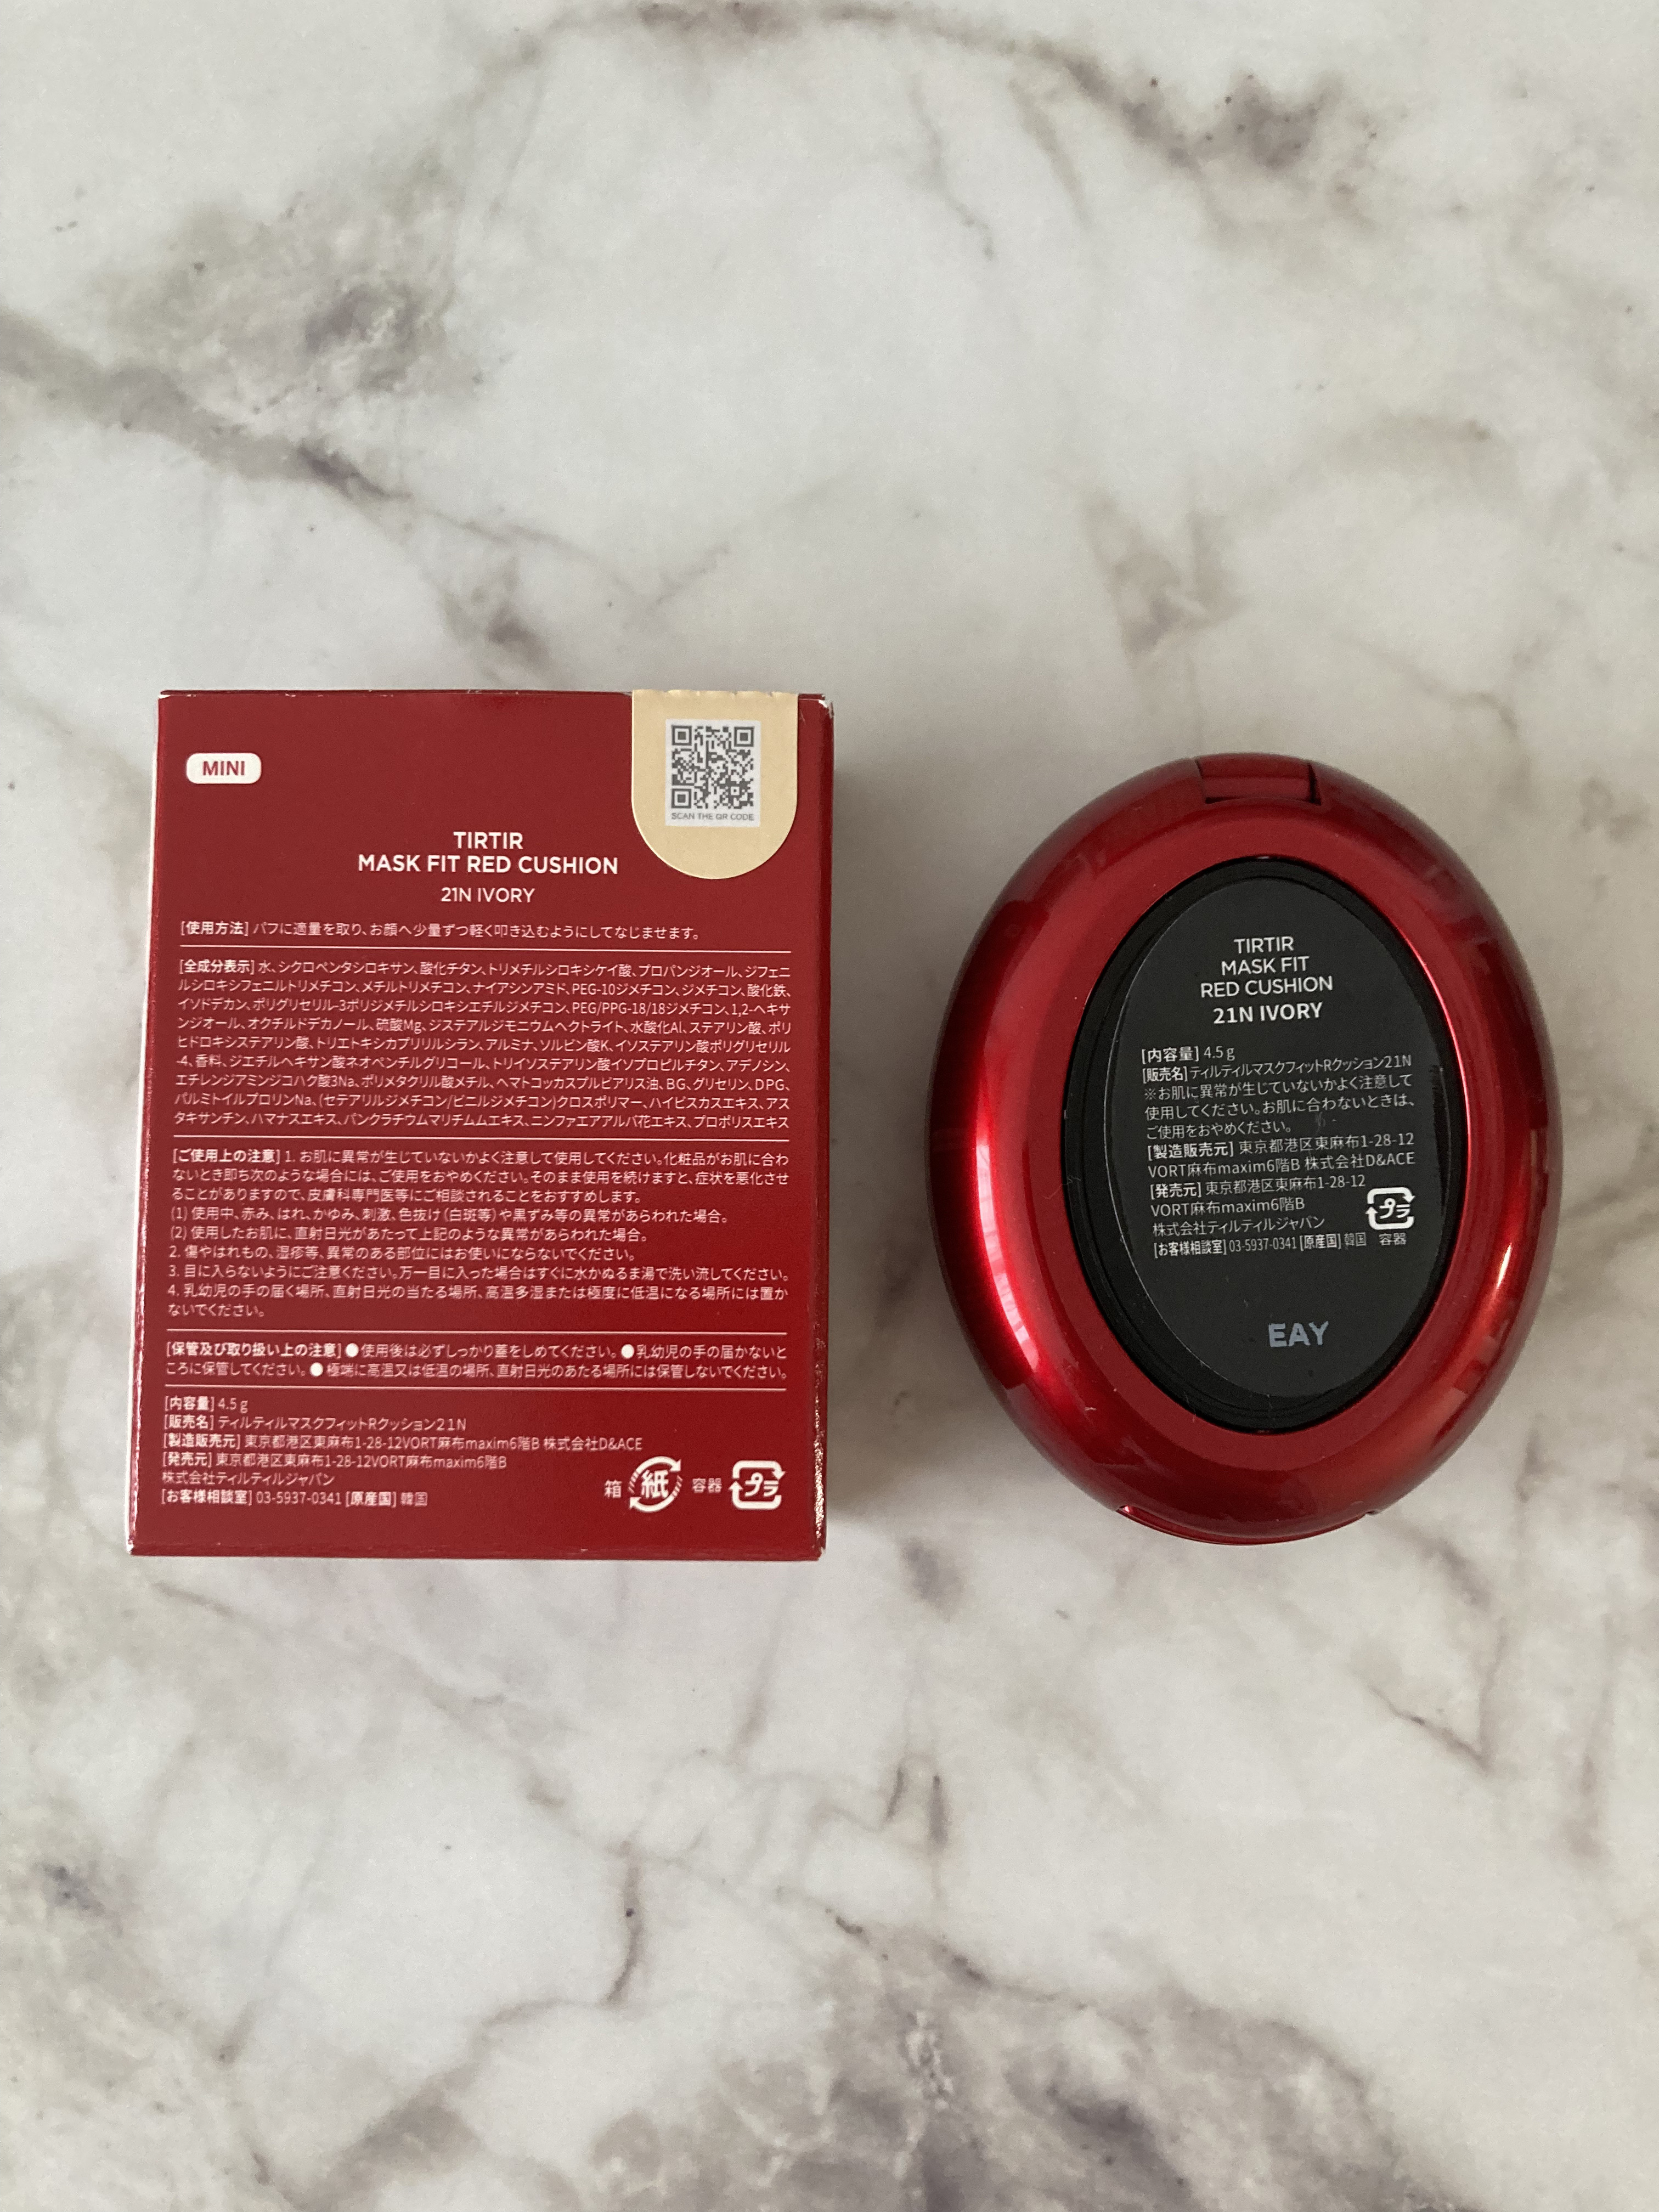 MINI
SCAN THE QR CODE
TIRTIR
MASK FIT RED CUSHION
21N IVORY
[使用方法] パフに適量を取り、お顔へ少量ずつ軽く叩き込むようにしてなじませます。
[全成分表示] 水、シクロペンタシロキサン、酸化チタン、トリメチルシロキシケイ酸、プロパンジオール、ジフェニ
ルシロキシフェニルトリメチコン、メチルトリメチコン、ナイアシンアミド、PEG-10ジメチコン、ジメチコン、酸化鉄、
イソドデカン、ポリグリセリル-3ポリジメチルシロキシエチルジメチコン、PEG/PPG-18/18ジメチコン、1,2-ヘキサ
ンジオール、オクチルドデカノール、硫酸Mg、ジステアルジモニウムヘクトライト、水酸化Al、ステアリン酸、ポリ
ヒドロキシステアリン酸、トリエトキシカプリリルシラン、アルミナ、ソルビン酸K、イソステアリン酸ポリグリセリル
-4、香料、ジエチルヘキサン酸ネオペンチルグリコール、トリイソステアリン酸イソプロピルチタン、アデノシン、
エチレンジアミンジコハク酸3Na、ポリメタクリル酸メチル、ヘマトコッカスプルビアリス油、BG、グリセリン、DPG、
パルミトイルプロリンNa、(セテアリルジメチコン/ビニルジメチコン)クロスポリマー、ハイビスカスエキス、アス
タキサンチン、ハマナスエキス、パンクラチウムマリチムムエキス、ニンファエアアルバ花エキス、プロポリスエキス
[ご使用上の注意] 1. お肌に異常が生じていないかよく注意して使用してください。化粧品がお肌に合わ
ないとき即ち次のような場合には、ご使用をおやめください。そのまま使用を続けますと、症状を悪化させ
ることがありますので、皮膚科専門医等にご相談されることをおすすめします。
(1) 使用中、赤み、はれ、かゆみ、刺激、色抜け(白斑等)や黒ずみ等の異常があらわれた場合。
(2) 使用したお肌に、直射日光があたって上記のような異常があらわれた場合。
2. 傷やはれもの、湿疹等、異常のある部位にはお使いにならないでください。
3. 目に入らないようにご注意ください。万一目に入った場合はすぐに水かぬるま湯で洗い流してください。
4. 乳幼児の手の届く場所、直射日光の当たる場所、高温多湿または極度に低温になる場所には置か
ないでください。
[保管及び取り扱い上の注意] ●使用後は必ずしっかり蓋をしめてください。●乳幼児の手の届かないと
ころに保管してください。● 極端に高温又は低温の場所、直射日光のあたる場所には保管しないでください。
[内容量] 4.5 g
[販売名] ティルティルマスクフィットRクッション21N
[製造販売元] 東京都港区東麻布1-28-12VORT麻布maxim6階B 株式会社D&ACE
[発売元] 東京都港区東麻布1-28-12VORT麻布maxim6階B
株式会社ティルティルジャパン
[お客様相談室] 03-5937-0341 [原産国] 韓国
箱 紙 容器 プラ
TIRTIR
MASK FIT
RED CUSHION
21N IVORY
[内容量] 4.5 g
[販売名] ティルティルマスクフィットRクッション21N
※お肌に異常が生じていないかよく注意して
使用してください。お肌に合わないときは、
ご使用をおやめください。
[製造販売元] 東京都港区東麻布1-28-12
VORT麻布maxim6階B 株式会社D&ACE
[発売元] 東京都港区東麻布1-28-12
VORT麻布maxim6階B
株式会社ティルティルジャパン
[お客様相談室] 03-5937-0341 [原産国] 韓国
プラ
容器
EAY